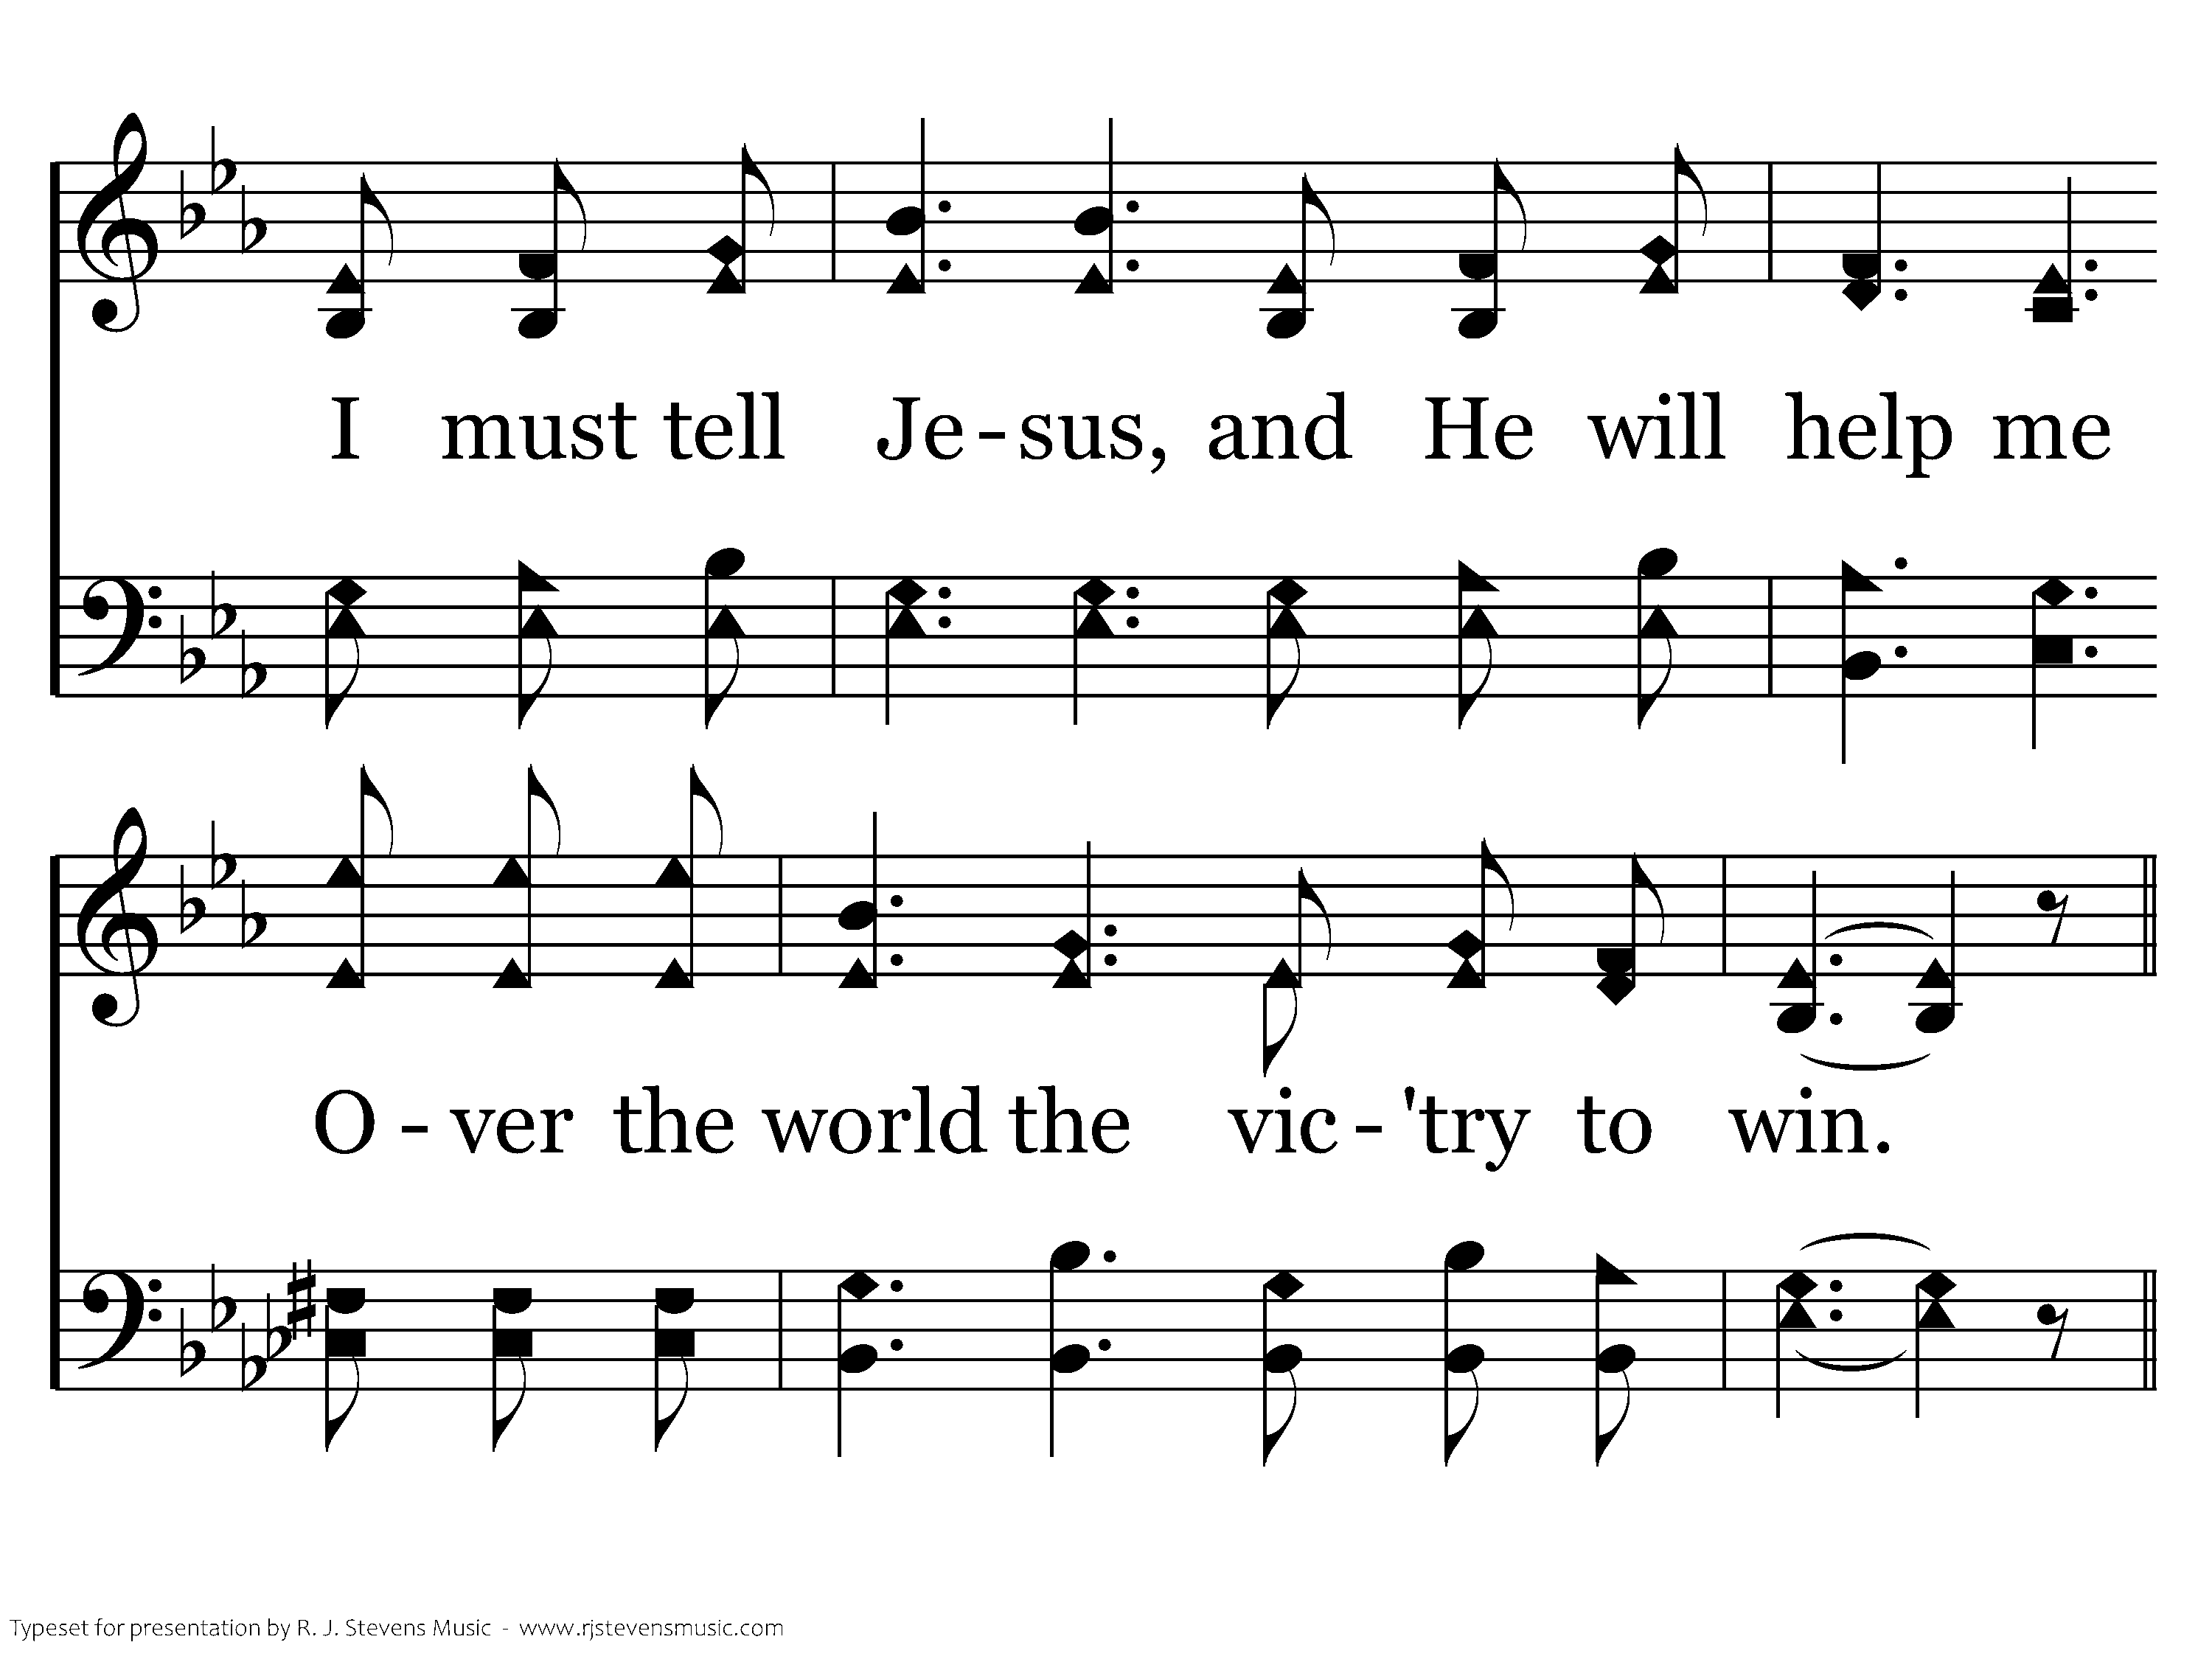 I must tell Je-sus, and He will help me
O-ver the world the vic-'try to win.
Typeset for presentation by R. J. Stevens Music - www.rjstevensmusic.com